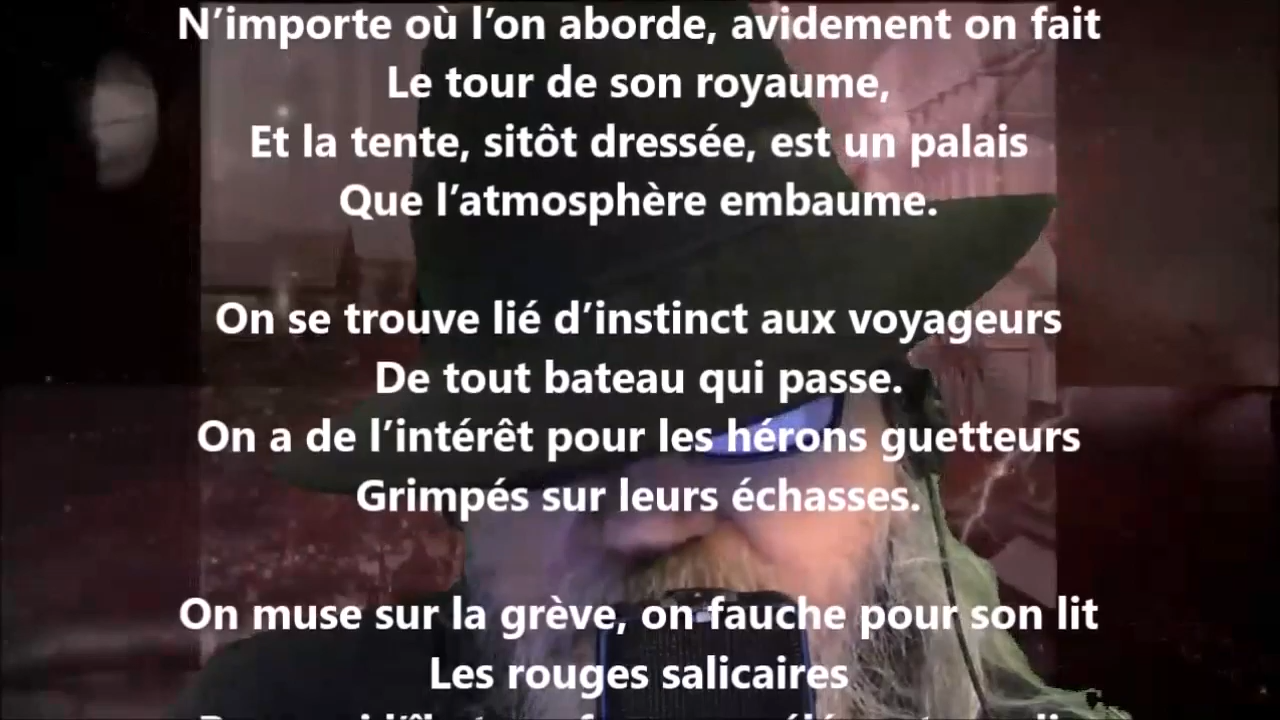 N’importe où l’on aborde, avidement on fait
Le tour de son royaume,
Et la tente, sitôt dressée, est un palais
Que l’atmosphère embaume.
On se trouve lié d’instinct aux voyageurs
De tout bateau qui passe.
On a de l’intérêt pour les hérons guetteurs
Grimpés sur leurs échasses.
On muse sur la grève, on fauche pour son lit
Les rouges salicaires